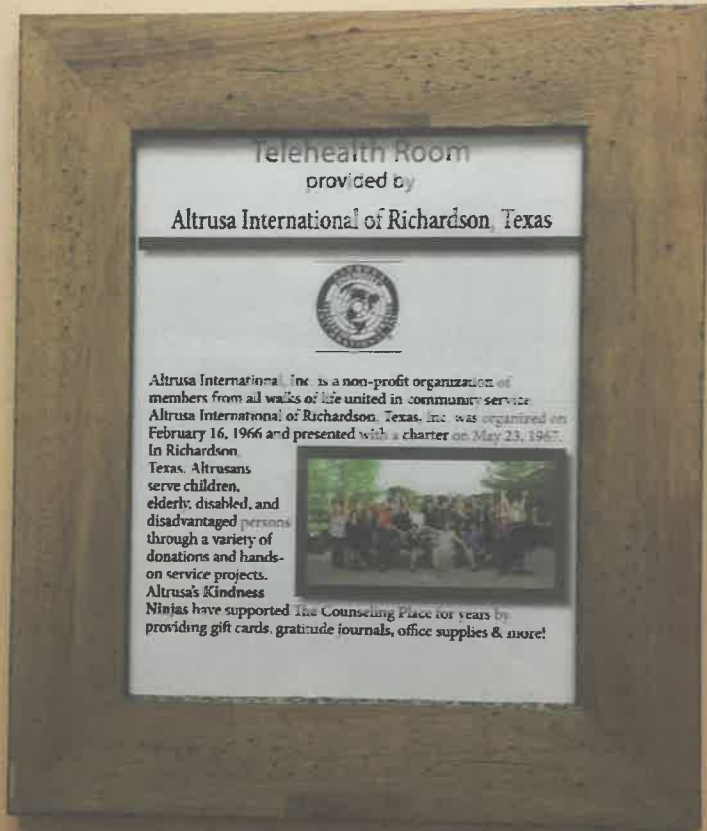 Telehealth Room
provided by
Altrusa International of Richardson, Texas
Altrusa International, Inc. is a non-profit organization of
members from all walks of life united in community service.
Altrusa International of Richardson, Texas, Inc. was organized on
February 16, 1966 and presented with a charter on May 23, 1967.
In Richardson,
Texas, Altrusans
serve children,
elderly, disabled, and
disadvantaged persons
through a variety of
donations and hands-
on service projects.
Altrusa's Kindness
Ninjas have supported The Counseling Place for years by
providing gift cards, gratitude journals, office supplies & more!